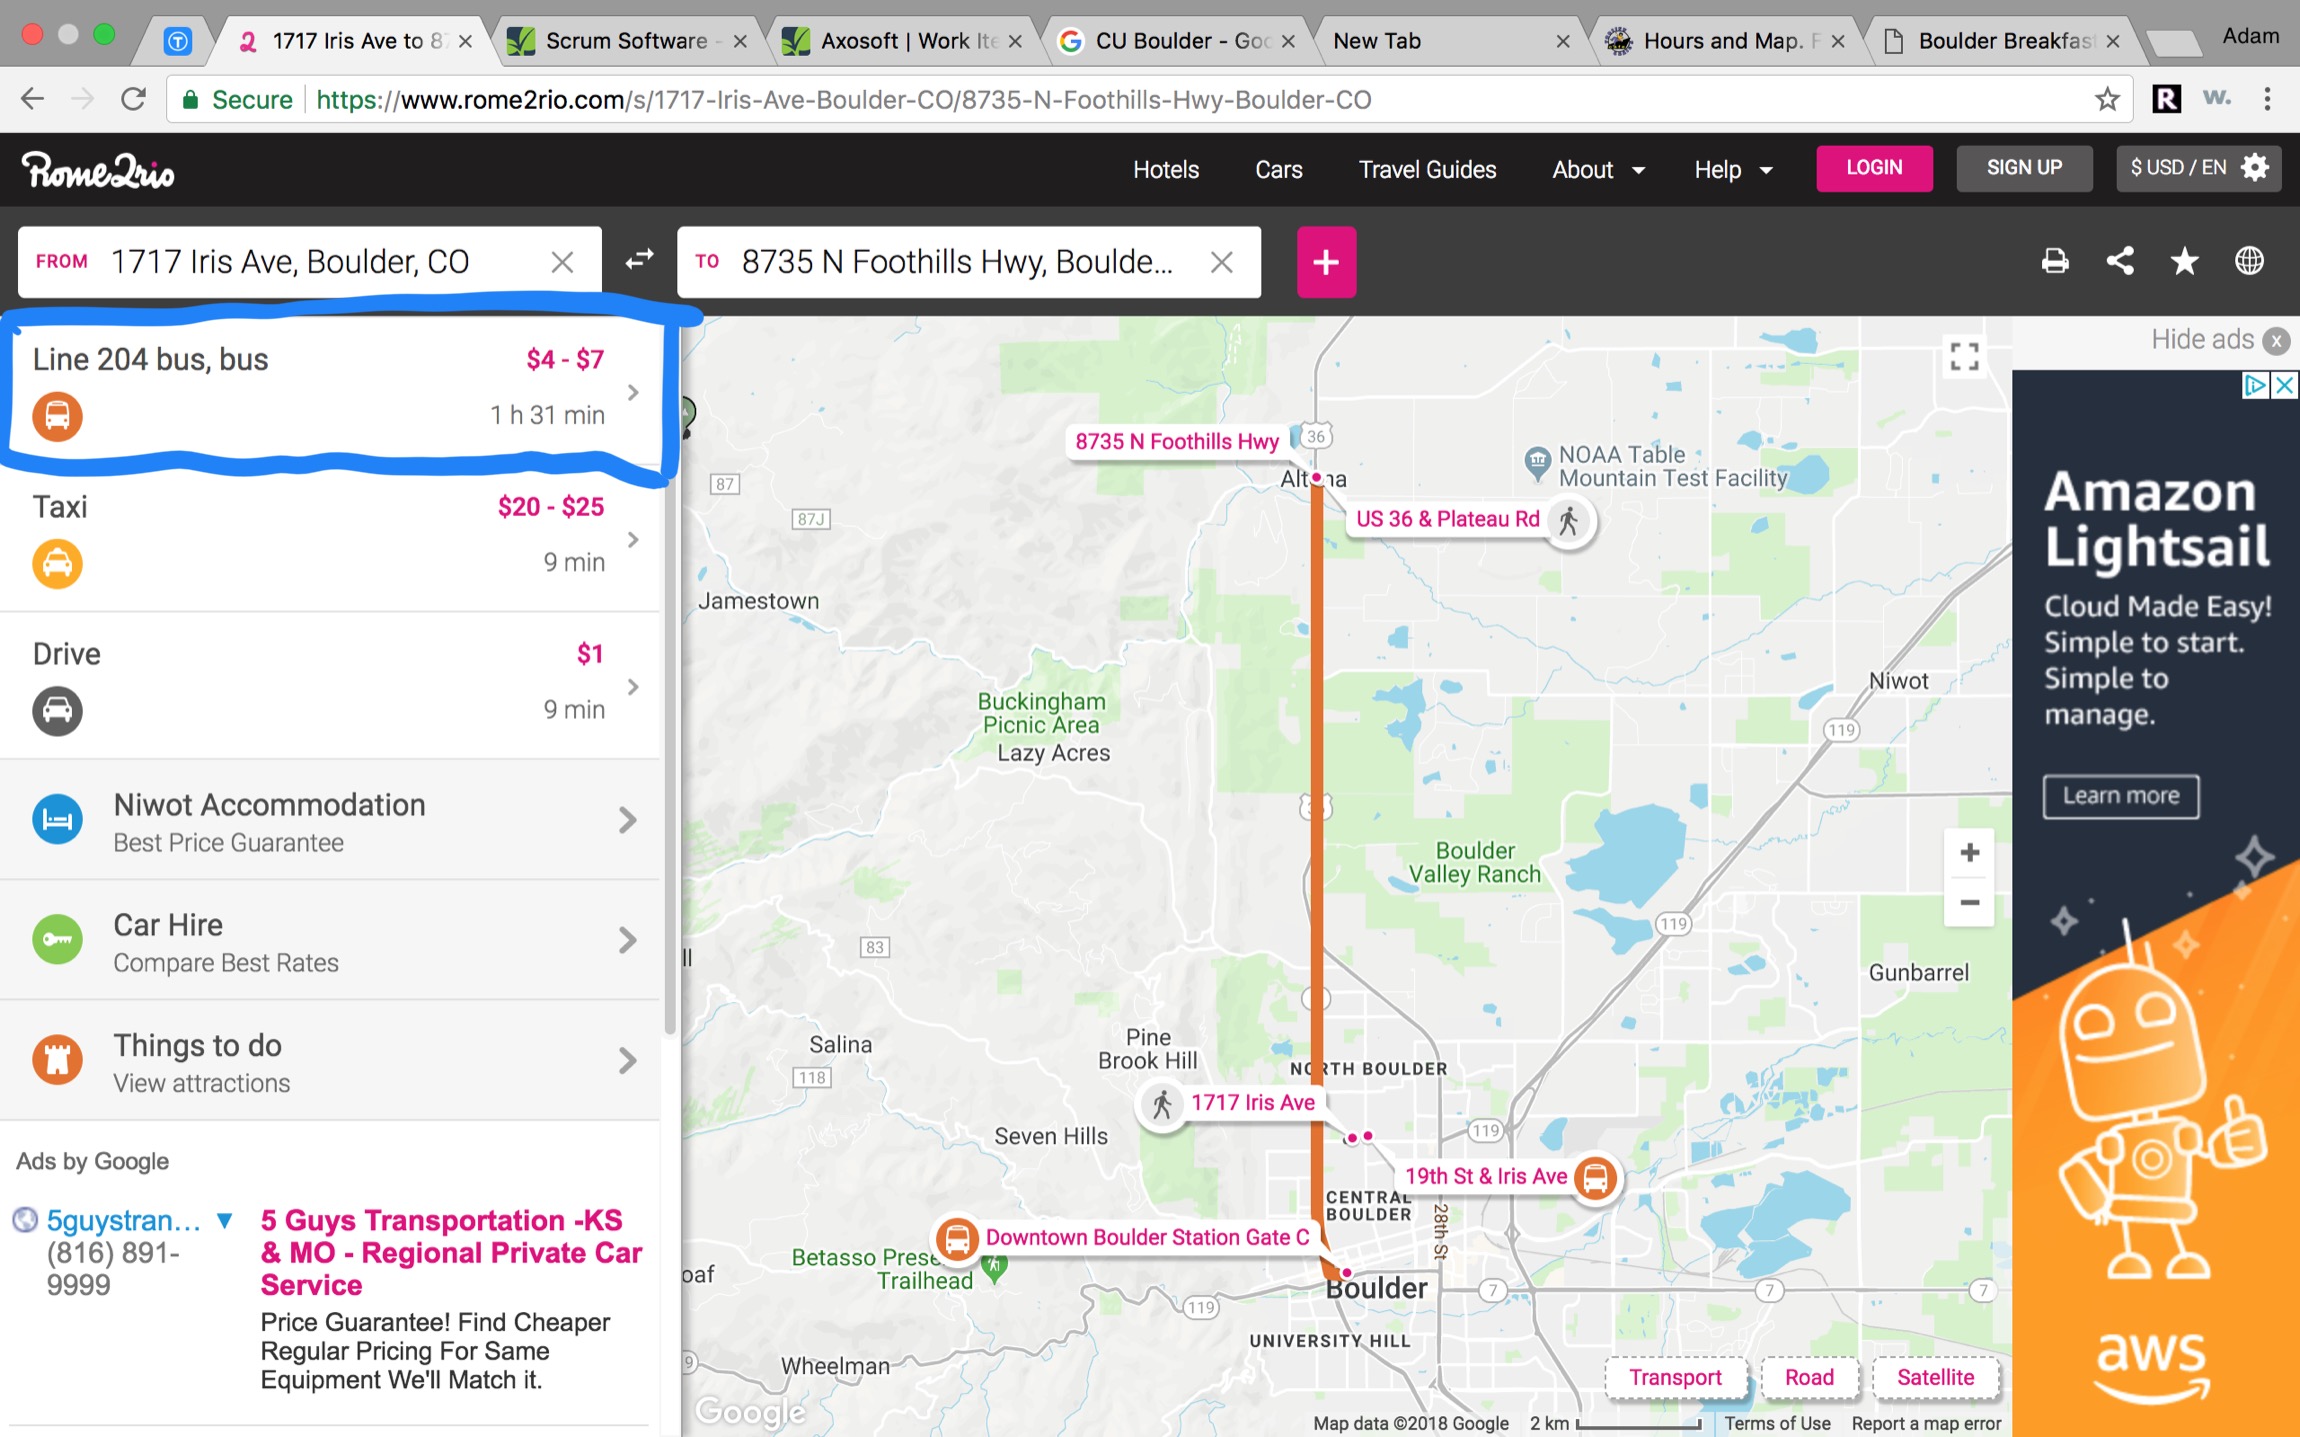 1717 Iris Ave to 87
Scrum Software -
Axosoft | Work Ite
CU Boulder - Goo
New Tab
Hours and Map. F
Boulder Breakfas
Adam
Secure
https://www.rome2rio.com/s/1717-Iris-Ave-Boulder-CO/8735-N-Foothills-Hwy-Boulder-CO
R
w.
Rome2rio
Hotels
Cars
Travel Guides
About
Help
LOGIN
SIGN UP
$ USD / EN
FROM 1717 Iris Ave, Boulder, CO
TO 8735 N Foothills Hwy, Boulde...
Line 204 bus, bus
$4 - $7
1 h 31 min
Taxi
$20 - $25
9 min
Drive
$1
9 min
Niwot Accommodation
Best Price Guarantee
Car Hire
Compare Best Rates
Things to do
View attractions
Ads by Google
5guystran...
(816) 891-
9999
5 Guys Transportation -KS
& MO - Regional Private Car
Service
Price Guarantee! Find Cheaper
Regular Pricing For Same
Equipment We'll Match it.
8735 N Foothills Hwy
36
NOAA Table
Mountain Test Facility
87
US 36 & Plateau Rd
87J
Jamestown
Niwot
Buckingham
Picnic Area
Lazy Acres
119
Boulder
Valley Ranch
119
83
Gunbarrel
Salina
118
Pine
Brook Hill
NORTH BOULDER
1717 Iris Ave
Seven Hills
119
19th St & Iris Ave
CENTRAL
BOULDER
28th St
Downtown Boulder Station Gate C
Betasso Prese
Trailhead
oaf
Boulder
7
7
7
119
UNIVERSITY HILL
Wheelman
9
Transport
Road
Satellite
Google
Map data ©2018 Google
2 km
Terms of Use
Report a map error
Hide ads x
Amazon
Lightsail
Cloud Made Easy!
Simple to start.
Simple to
manage.
Learn more
aws